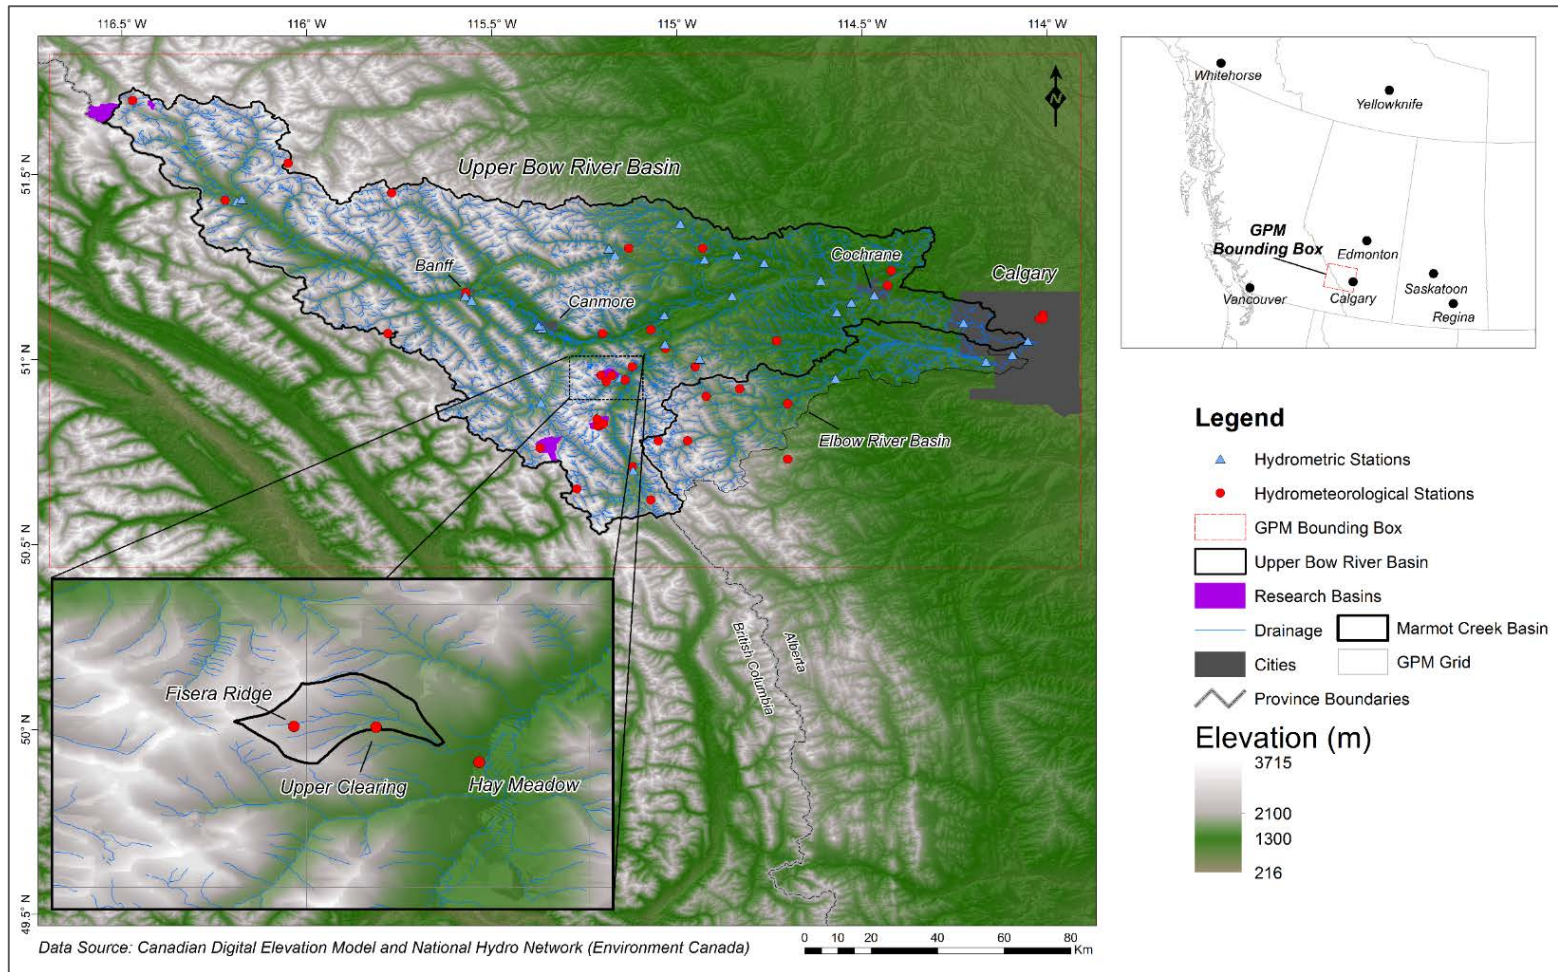 116.5° W
116° W
115.5° W
115° W
114.5° W
114° W
51.5° N
51° N
50.5° N
50° N
49.5° N
N
Upper Bow River Basin
Banff
Canmore
Cochrane
Calgary
Elbow River Basin
British Columbia
Alberta
Fisera Ridge
Upper Clearing
Hay Meadow
Data Source: Canadian Digital Elevation Model and National Hydro Network (Environment Canada)
0 5 10 20 40 60 80
Km
Whitehorse
Yellowknife
GPM
Bounding Box
Edmonton
Calgary
Vancouver
Saskatoon
Regina
Legend
Hydrometric Stations
Hydrometeorological Stations
GPM Bounding Box
Upper Bow River Basin
Research Basins
Drainage
Marmot Creek Basin
Cities
GPM Grid
Province Boundaries
Elevation (m)
3715
2100
1300
216